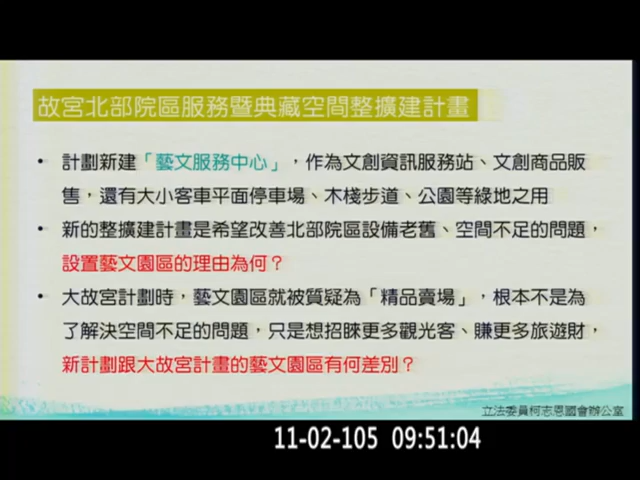 故宮北部院區服務暨典藏空間整擴建計畫
• 計劃新建「藝文服務中心」，作為文創資訊服務站、文創商品販
售，還有大小客車平面停車場、木棧步道、公園等綠地之用
• 新的整擴建計畫是希望改善北部院區設備老舊、空間不足的問題，
設置藝文園區的理由為何？
• 大故宮計劃時，藝文園區就被質疑為「精品賣場」，根本不是為
了解決空間不足的問題，只是想招睞更多觀光客、賺更多旅遊財，
新計劃跟大故宮計畫的藝文園區有何差別？
立法委員柯志恩國會辦公室
11-02-105 09:51:04